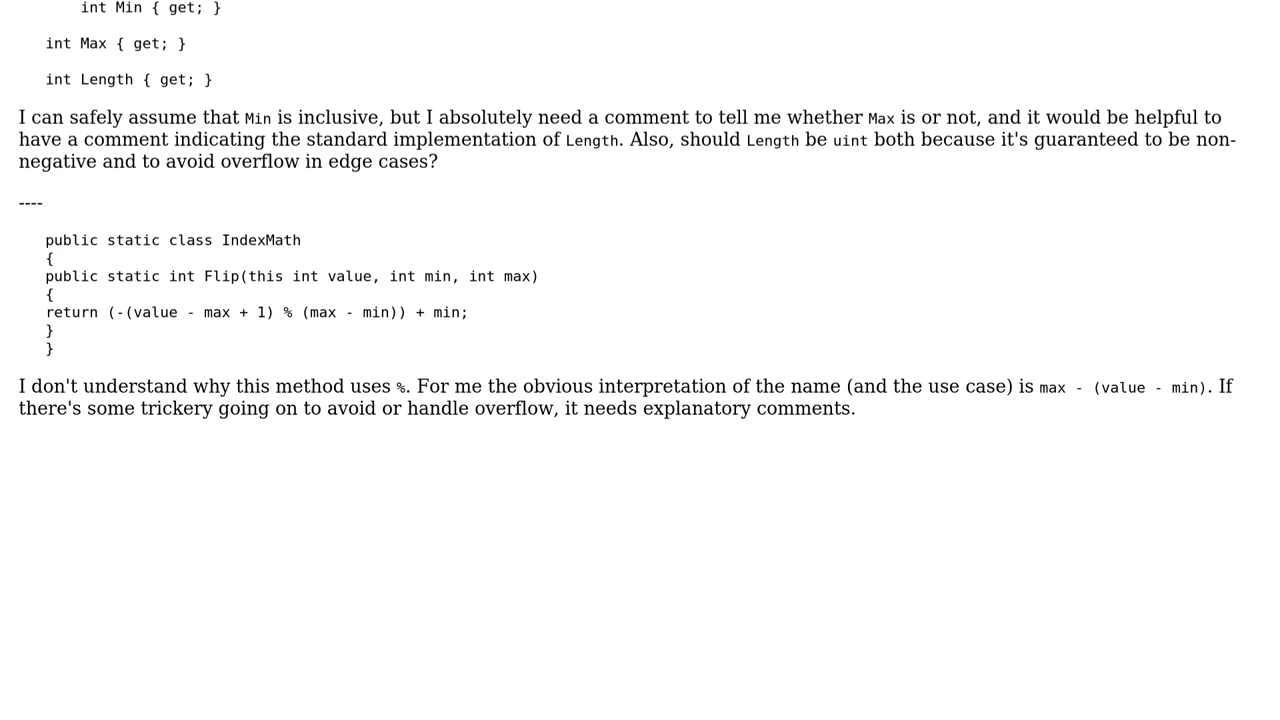 int Min { get; }
int Max { get; }
int Length { get; }
I can safely assume that Min is inclusive, but I absolutely need a comment to tell me whether Max is or not, and it would be helpful to
have a comment indicating the standard implementation of Length. Also, should Length be uint both because it's guaranteed to be non-
negative and to avoid overflow in edge cases?
----
public static class IndexMath
{
public static int Flip(this int value, int min, int max)
{
return (-(value - max + 1) % (max - min)) + min;
}
}
I don't understand why this method uses %. For me the obvious interpretation of the name (and the use case) is max - (value - min). If
there's some trickery going on to avoid or handle overflow, it needs explanatory comments.